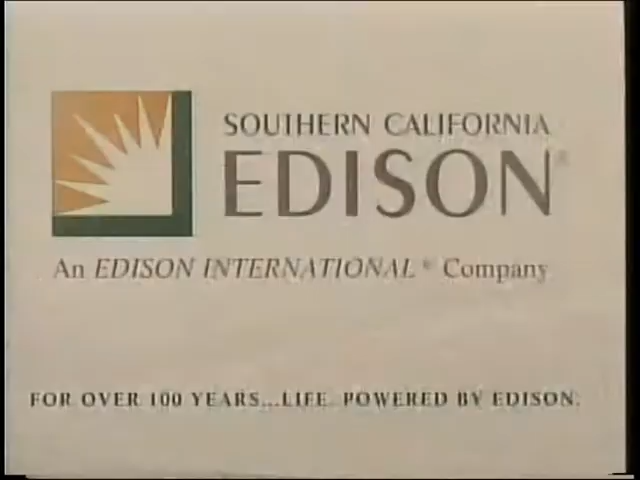 SOUTHERN CALIFORNIA
EDISON®
An EDISON INTERNATIONAL® Company
FOR OVER 100 YEARS...LIFE. POWERED BY EDISON.